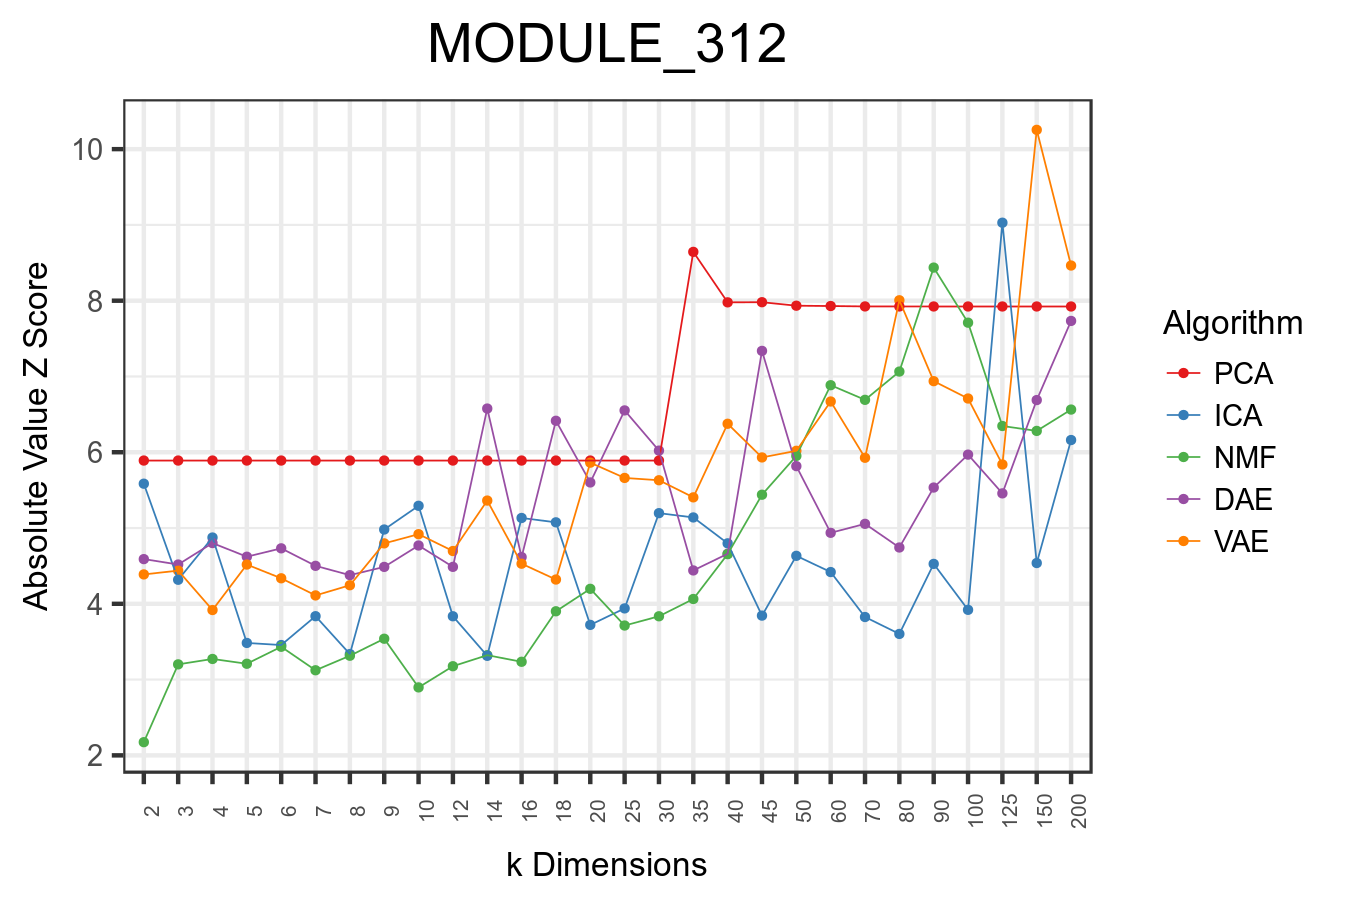 MODULE_312
Absolute Value Z Score
10
8
6
4
2
2 3 4 5 6 7 8 9 10 12 14 16 18 20 25 30 35 40 45 50 60 70 80 90 100 125 150 200
k Dimensions
Algorithm
PCA
ICA
NMF
DAE
VAE